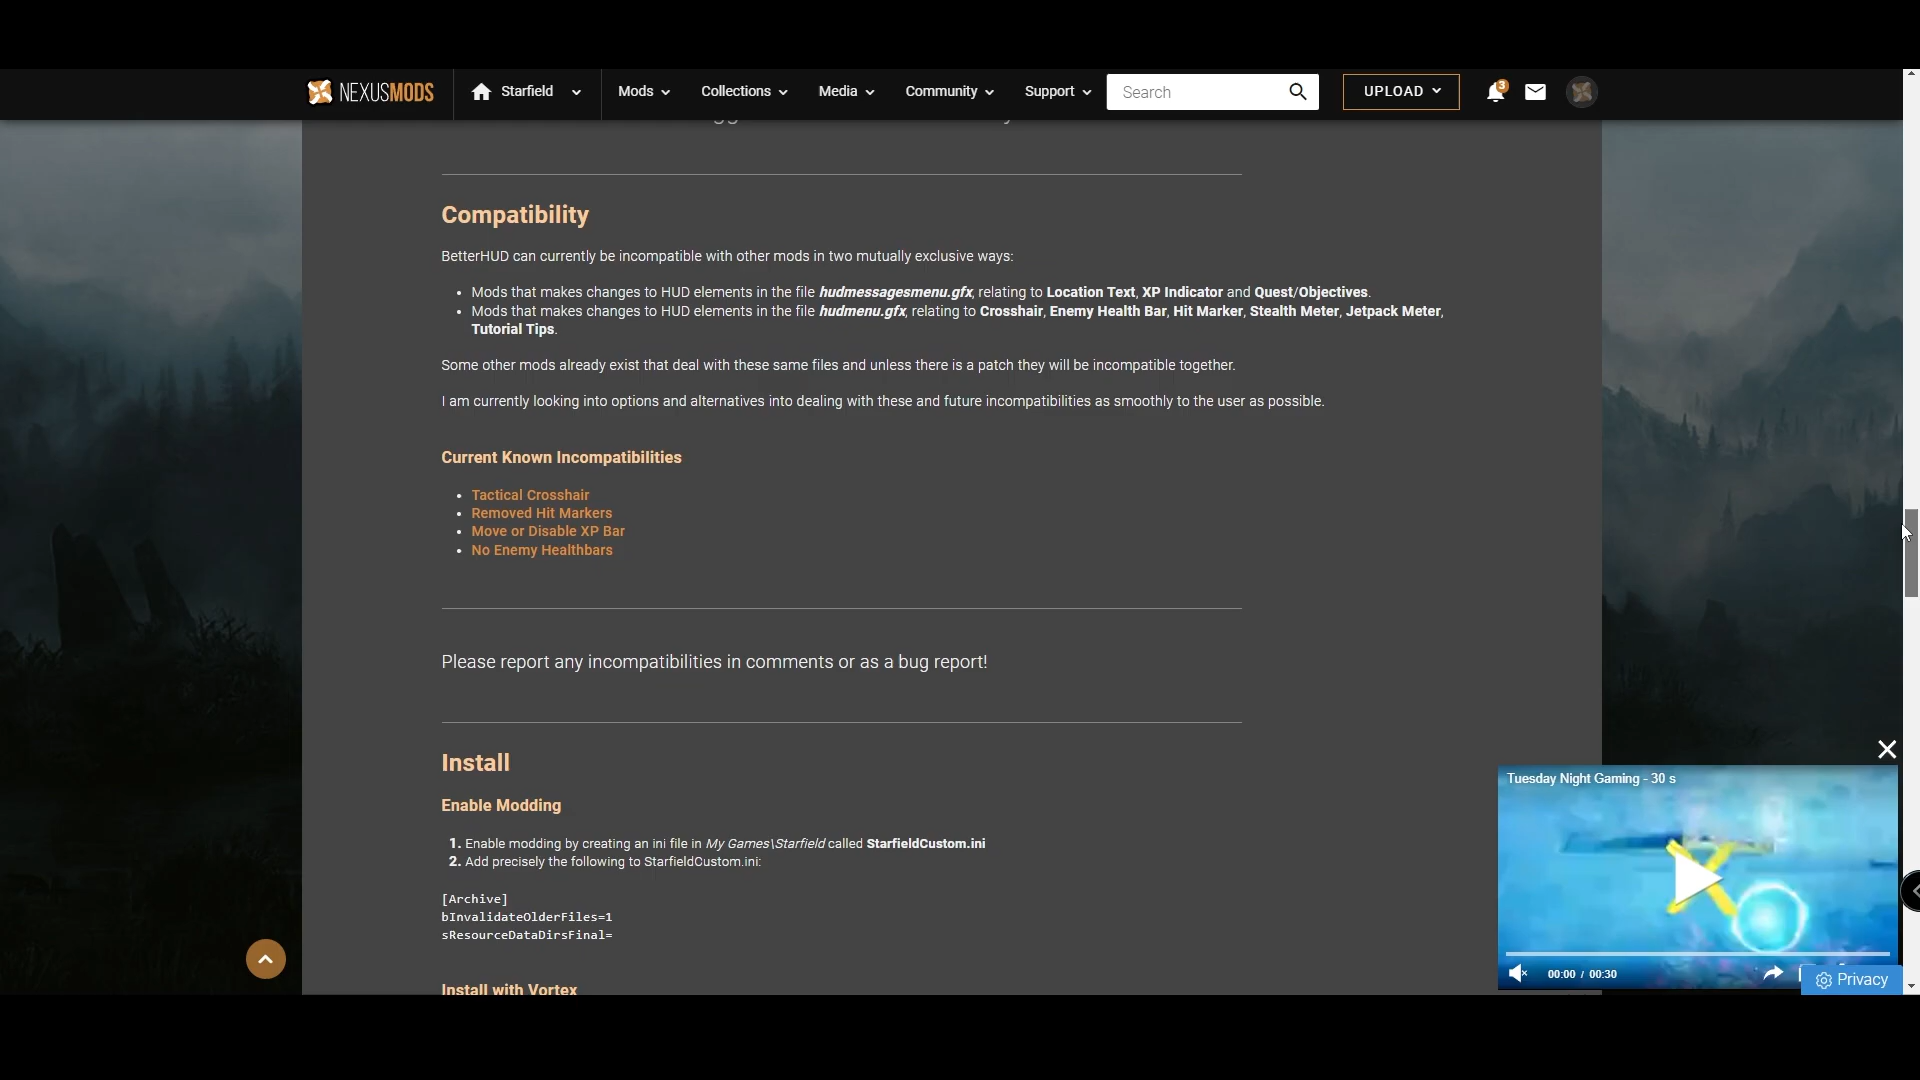 NEXUSMODS
Starfield
Mods
Collections
Media
Community
Support
Search
UPLOAD
3
Compatibility
BetterHUD can currently be incompatible with other mods in two mutually exclusive ways:
Mods that makes changes to HUD elements in the file hudmessagesmenu.gfx, relating to Location Text, XP Indicator and Quest/Objectives.
Mods that makes changes to HUD elements in the file hudmenu.gfx, relating to Crosshair, Enemy Health Bar, Hit Marker, Stealth Meter, Jetpack Meter,
Tutorial Tips.
Some other mods already exist that deal with these same files and unless there is a patch they will be incompatible together.
I am currently looking into options and alternatives into dealing with these and future incompatibilities as smoothly to the user as possible.
Current Known Incompatibilities
Tactical Crosshair
Removed Hit Markers
Move or Disable XP Bar
No Enemy Healthbars
Please report any incompatibilities in comments or as a bug report!
Install
Enable Modding
1. Enable modding by creating an ini file in My Games\Starfield called StarfieldCustom.ini
2. Add precisely the following to StarfieldCustom.ini:
[Archive]
bInvalidateOlderFiles=1
sResourceDataDirsFinal=
Install with Vortex
Tuesday Night Gaming - 30 s
00:00 / 00:30
Privacy